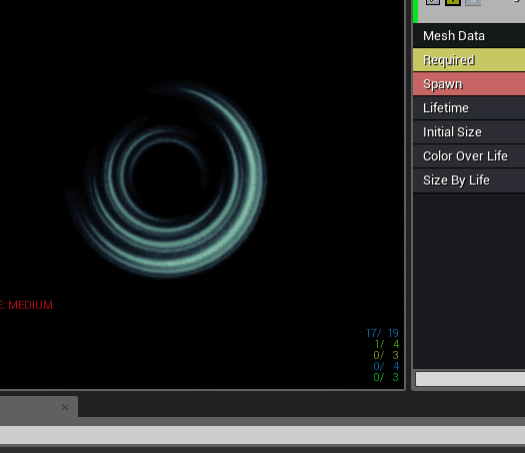 Mesh Data
Required
Spawn
Lifetime
Initial Size
Color Over Life
Size By Life
E: MEDIUM
17/ 19
1/ 4
0/ 3
0/ 4
0/ 3